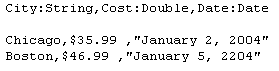 City:String,Cost:Double,Date:Date
Chicago,$35.99 ,"January 2, 2004"
Boston,$46.99 ,"January 5, 2204"